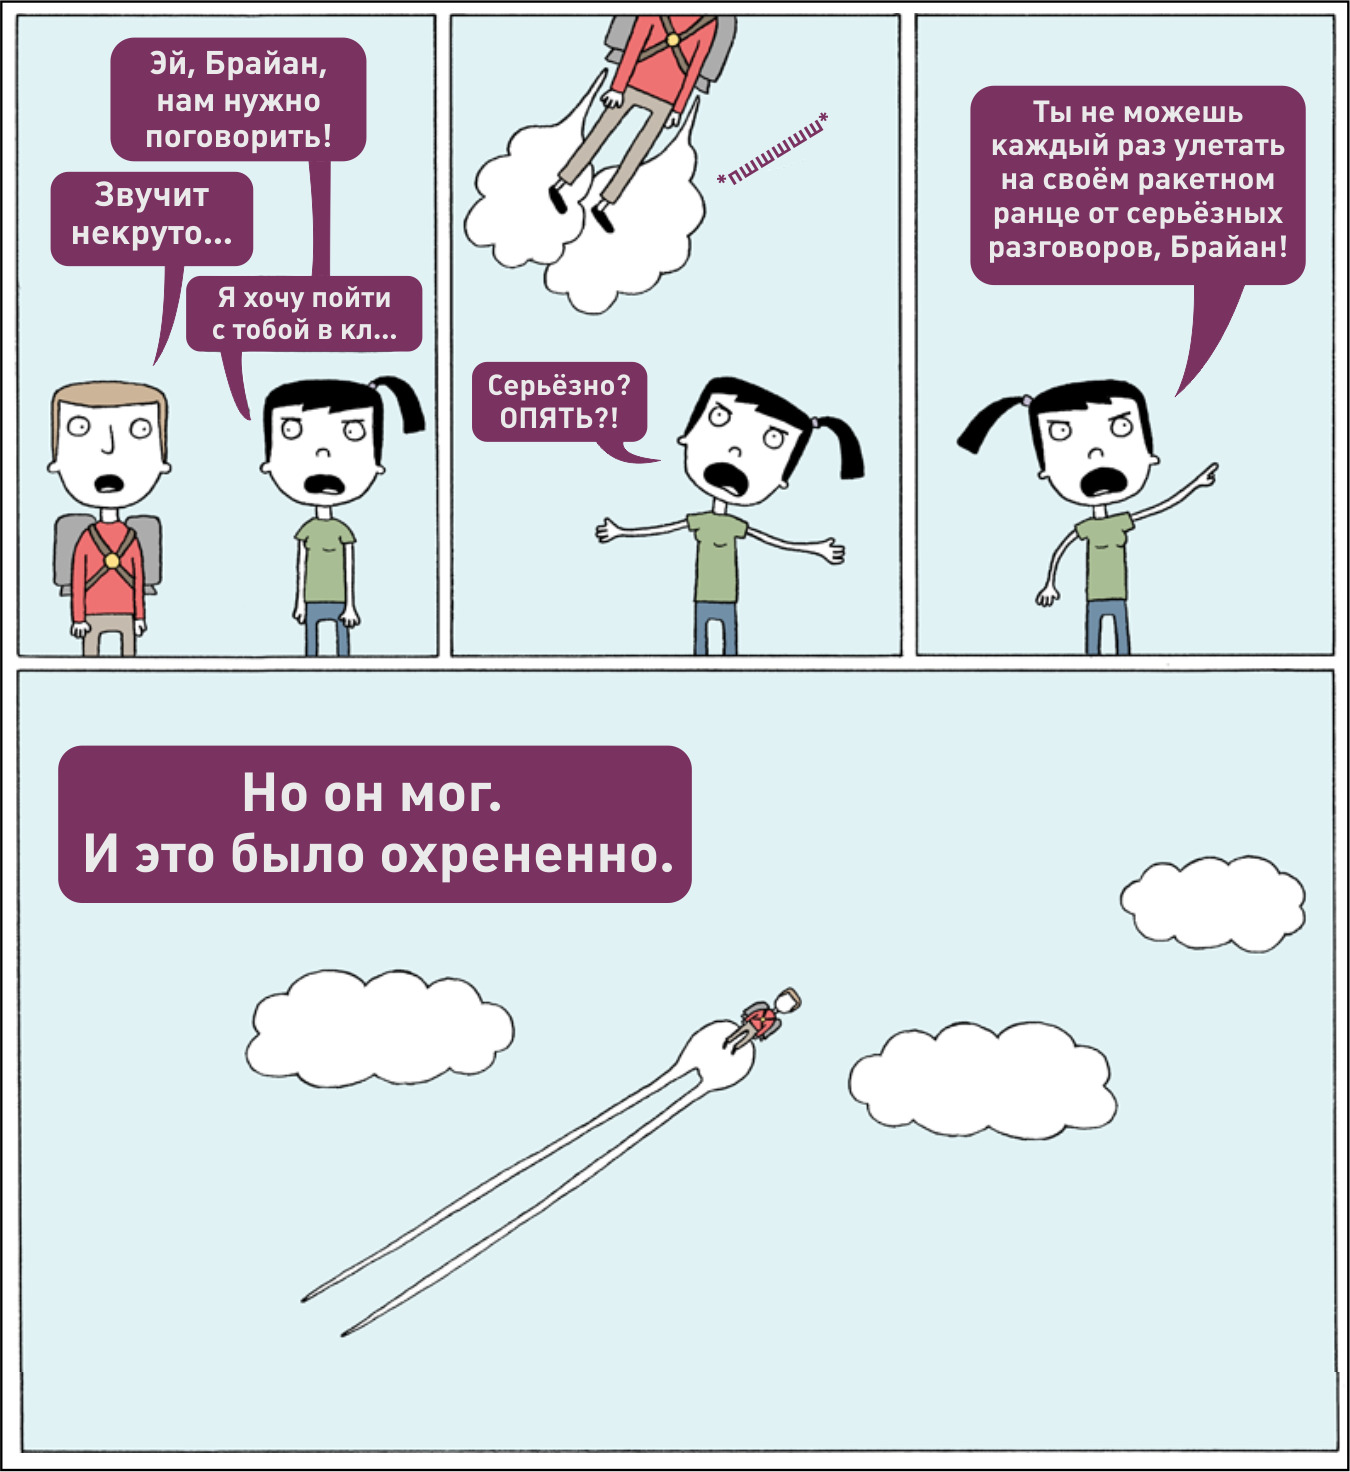 Эй, Брайан,
нам нужно
поговорить!
Звучит
некруто...
Я хочу пойти
с тобой в кл...
*пшшшшш*
Серьёзно?
ОПЯТЬ?!
Ты не можешь
каждый раз улетать
на своём ракетном
ранце от серьёзных
разговоров, Брайан!
Но он мог.
И это было охрененно.